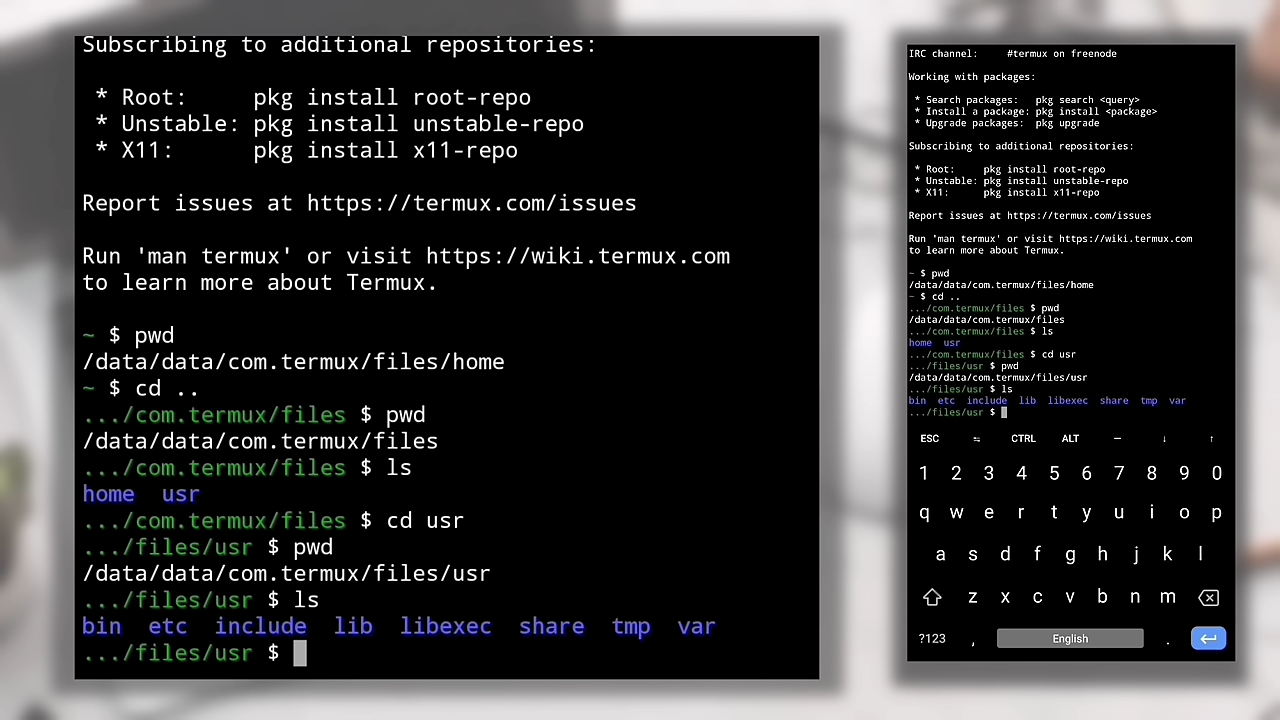 Subscribing to additional repositories:
* Root:     pkg install root-repo
* Unstable: pkg install unstable-repo
* X11:      pkg install x11-repo
Report issues at https://termux.com/issues
Run 'man termux' or visit https://wiki.termux.com
to learn more about Termux.
~ $ pwd
/data/data/com.termux/files/home
~ $ cd ..
.../com.termux/files $ pwd
/data/data/com.termux/files
.../com.termux/files $ ls
home  usr
.../com.termux/files $ cd usr
.../files/usr $ pwd
/data/data/com.termux/files/usr
.../files/usr $ ls
bin  etc  include  lib  libexec  share  tmp  var
.../files/usr $
IRC channel:     #termux on freenode
Working with packages:
* Search packages:   pkg search <query>
* Install a package: pkg install <package>
* Upgrade packages:  pkg upgrade
Subscribing to additional repositories:
* Root:     pkg install root-repo
* Unstable: pkg install unstable-repo
* X11:      pkg install x11-repo
Report issues at https://termux.com/issues
Run 'man termux' or visit https://wiki.termux.com
to learn more about Termux.
~ $ pwd
/data/data/com.termux/files/home
~ $ cd ..
.../com.termux/files $ pwd
/data/data/com.termux/files
.../com.termux/files $ ls
home  usr
.../com.termux/files $ cd usr
.../files/usr $ pwd
/data/data/com.termux/files/usr
.../files/usr $ ls
bin  etc  include  lib  libexec  share  tmp  var
.../files/usr $
ESC ⇆ CTRL ALT — ↓ ↑
1 2 3 4 5 6 7 8 9 0
q w e r t y u i o p
a s d f g h j k l
z x c v b n m
?123 , English .